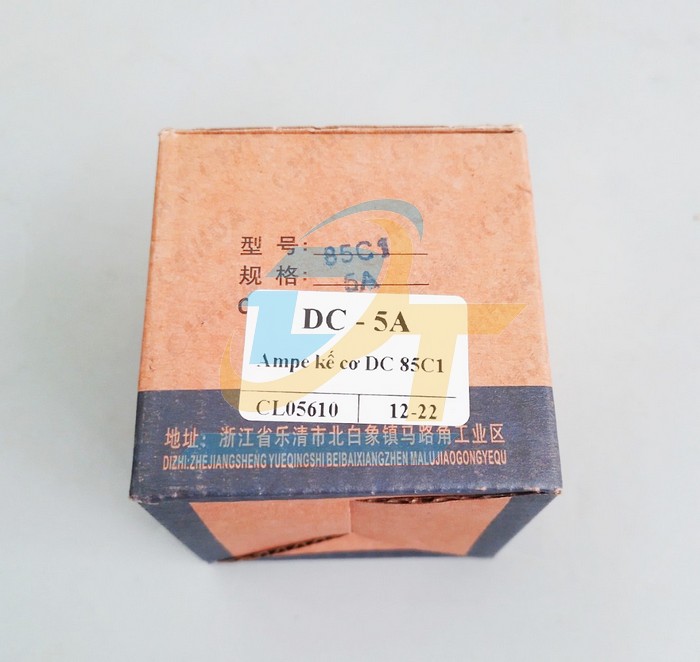 型 号: 85C1
规 格: 5A
DC - 5A
Ampe kế cơ DC 85C1
CL05610 12-22
地址: 浙江省乐清市北白象镇马路角工业区
DIZHI:ZHEJIANGSHENG YUEQINGSHI BEIBAIXIANGZHEN MALUJIAOGONGYEQU